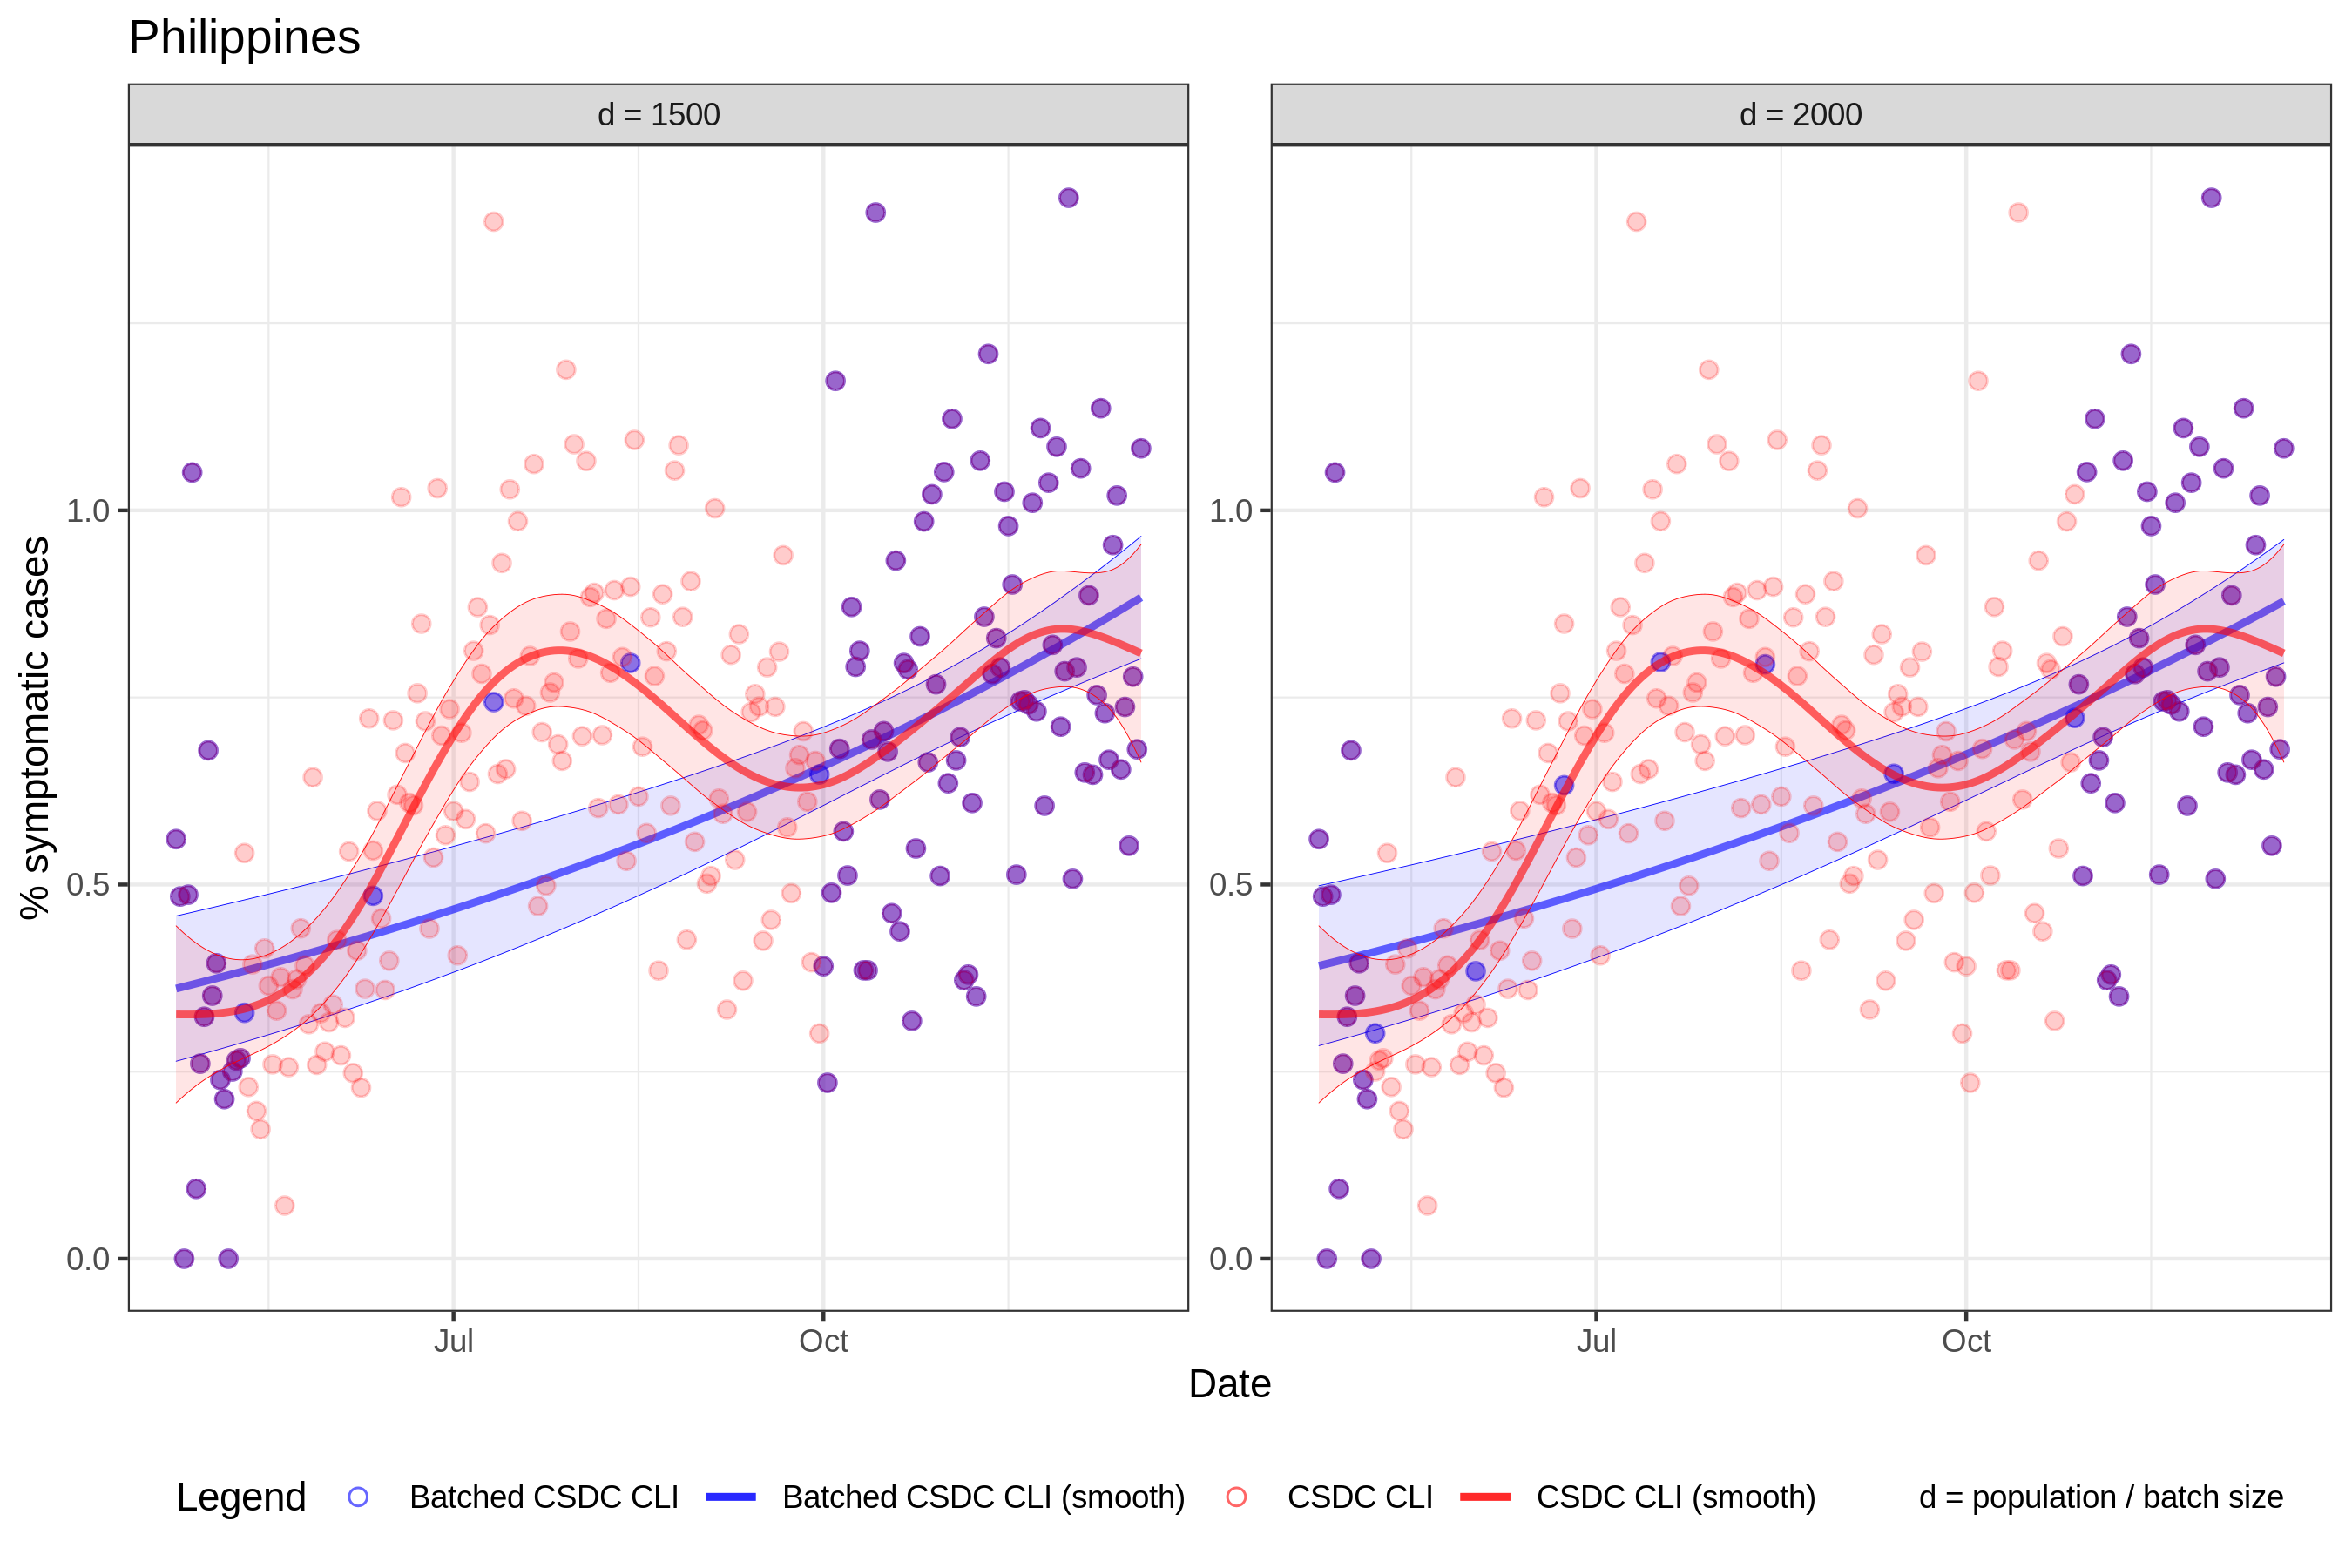 Philippines
d = 1500
d = 2000
% symptomatic cases
1.0
0.5
0.0
1.0
0.5
0.0
Jul
Oct
Jul
Oct
Date
Legend
Batched CSDC CLI
Batched CSDC CLI (smooth)
CSDC CLI
CSDC CLI (smooth)
d = population / batch size